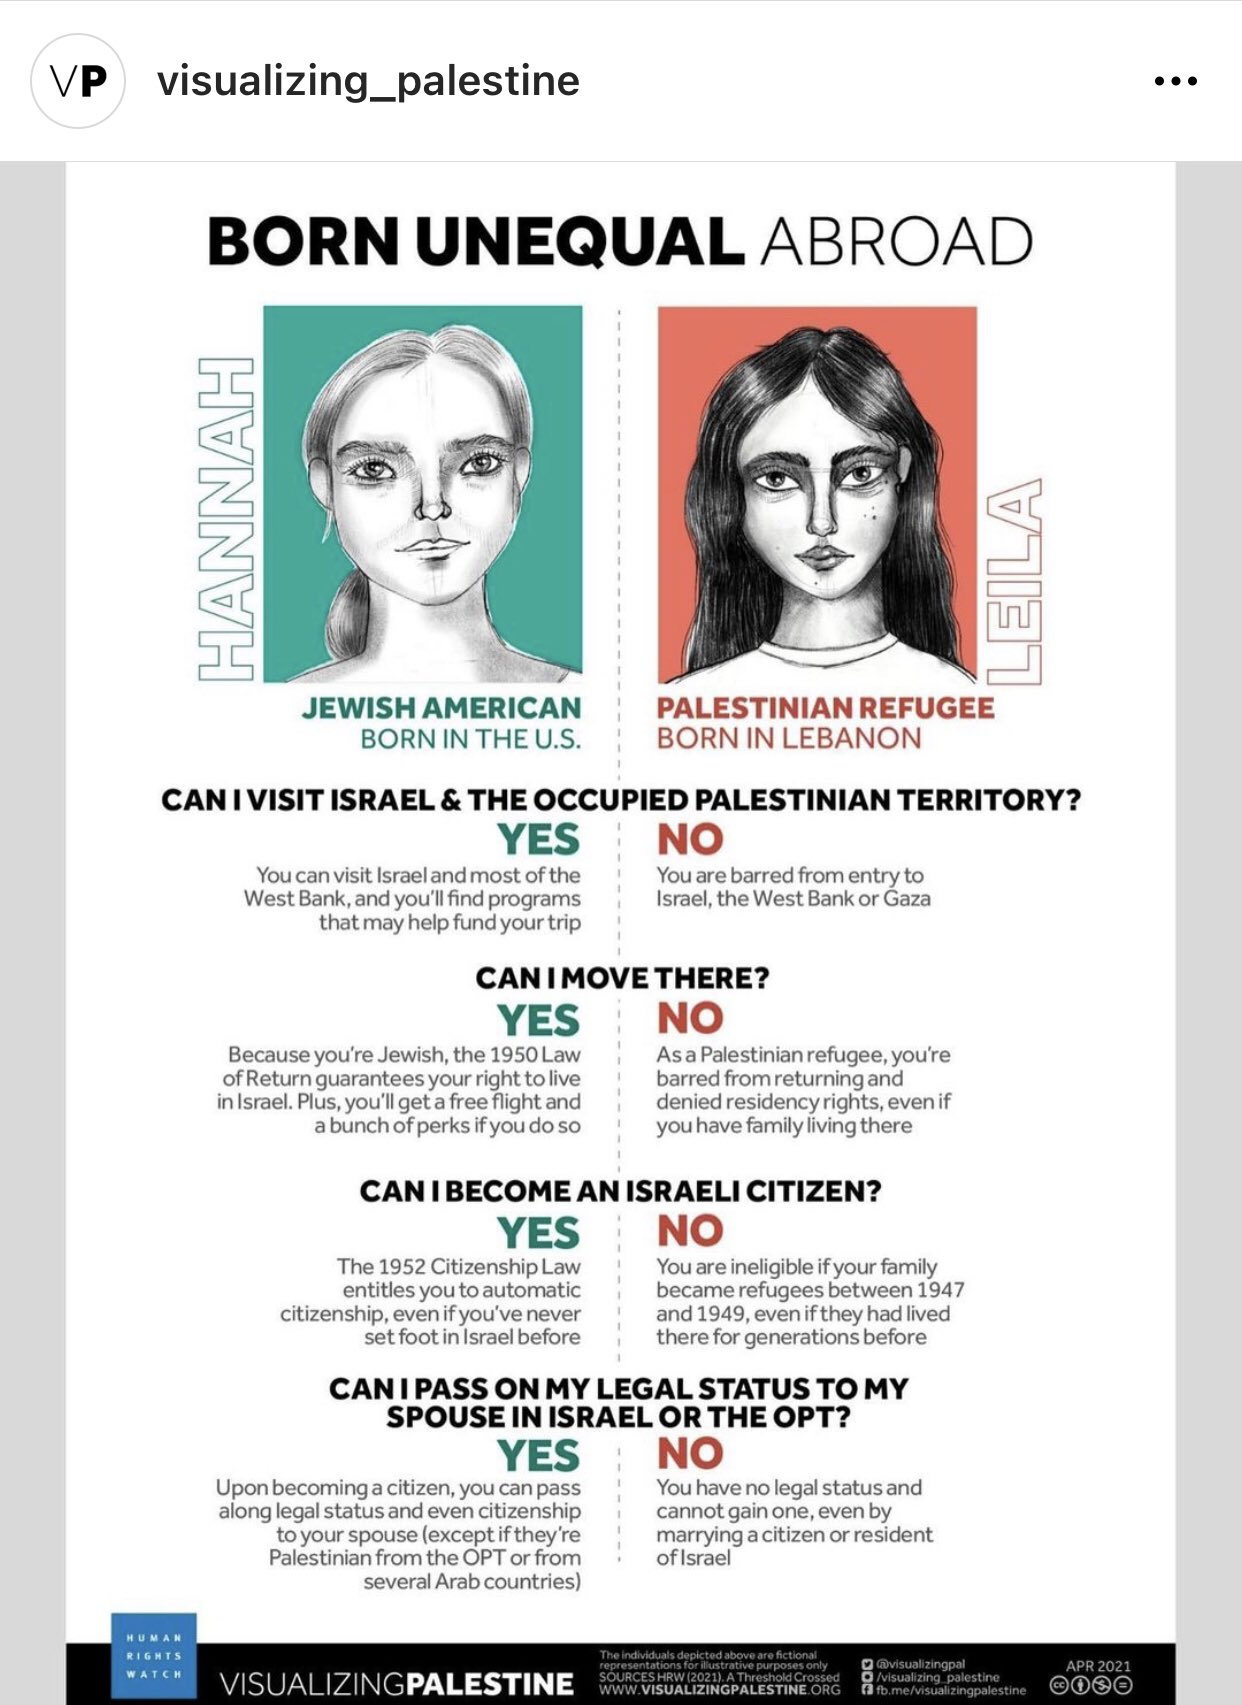 VP visualizing_palestine
BORN UNEQUAL ABROAD
HANNAH
LEILA
JEWISH AMERICAN
BORN IN THE U.S.
PALESTINIAN REFUGEE
BORN IN LEBANON
CAN I VISIT ISRAEL & THE OCCUPIED PALESTINIAN TERRITORY?
YES
You can visit Israel and most of the
West Bank, and you'll find programs
that may help fund your trip
NO
You are barred from entry to
Israel, the West Bank or Gaza
CAN I MOVE THERE?
YES
Because you're Jewish, the 1950 Law
of Return guarantees your right to live
in Israel. Plus, you'll get a free flight and
a bunch of perks if you do so
NO
As a Palestinian refugee, you're
barred from returning and
denied residency rights, even if
you have family living there
CAN I BECOME AN ISRAELI CITIZEN?
YES
The 1952 Citizenship Law
entitles you to automatic
citizenship, even if you've never
set foot in Israel before
NO
You are ineligible if your family
became refugees between 1947
and 1949, even if they had lived
there for generations before
CAN I PASS ON MY LEGAL STATUS TO MY
SPOUSE IN ISRAEL OR THE OPT?
YES
Upon becoming a citizen, you can pass
along legal status and even citizenship
to your spouse (except if they're
Palestinian from the OPT or from
several Arab countries)
NO
You have no legal status and
cannot gain one, even by
marrying a citizen or resident
of Israel
HUMAN
RIGHTS
WATCH
VISUALIZINGPALESTINE
The individuals depicted above are fictional
representations for illustrative purposes only
SOURCES HRW (2021). A Threshold Crossed
WWW.VISUALIZINGPALESTINE.ORG
@visualizingpal
/visualizing_palestine
fb.me/visualizingpalestine
APR 2021